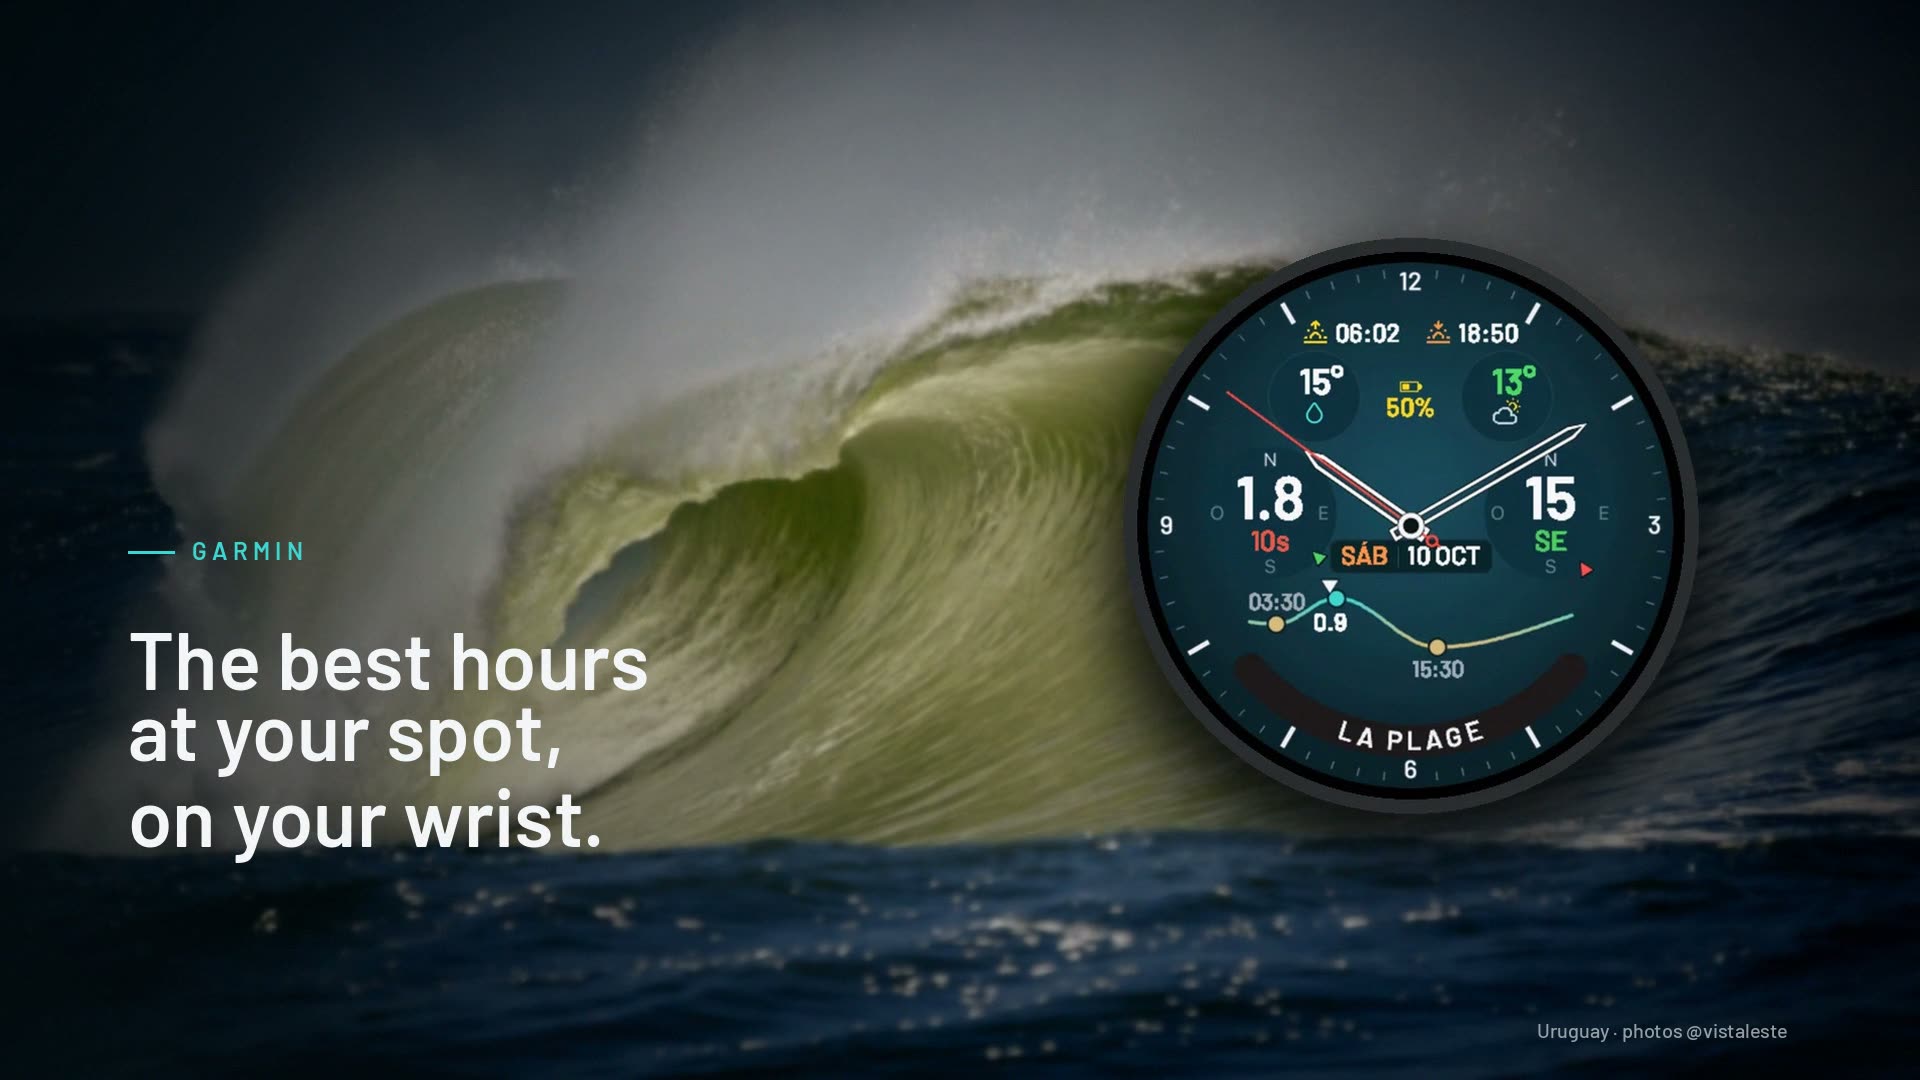 GARMIN
The best hours
at your spot,
on your wrist.
12
06:02 18:50
15° 13°
50%
N N
O 1.8 E O 15 E
10s SE
S S
9 3
SÁB 10 OCT
03:30
0.9
15:30
LA PLAGE
6
Uruguay · photos @vistaleste